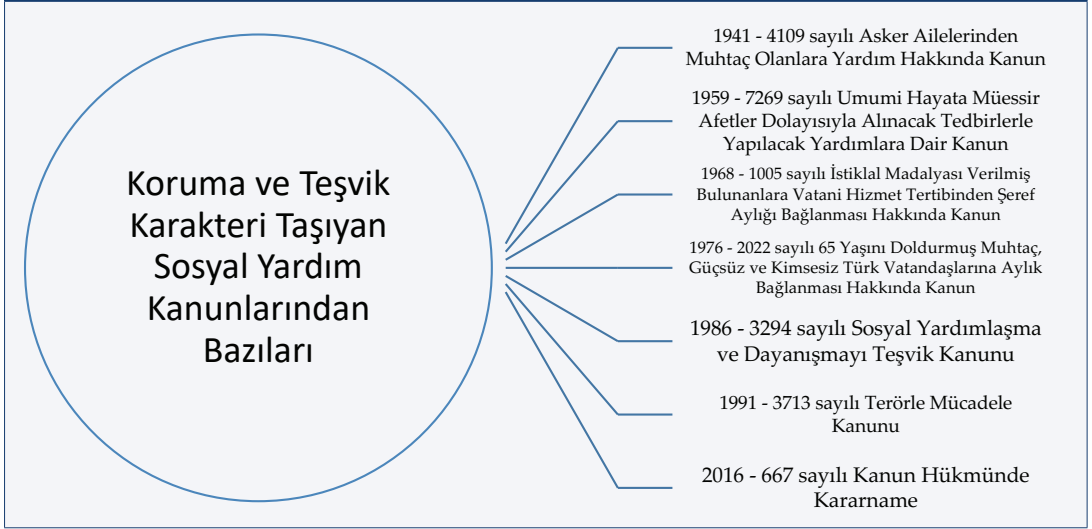 Koruma ve Teşvik
Karakteri Taşıyan
Sosyal Yardım
Kanunlarından
Bazıları
1941 - 4109 sayılı Asker Ailelerinden
Muhtaç Olanlara Yardım Hakkında Kanun
1959 - 7269 sayılı Umumi Hayata Müessir
Afetler Dolayısıyla Alınacak Tedbirlerle
Yapılacak Yardımlara Dair Kanun
1968 - 1005 sayılı İstiklal Madalyası Verilmiş
Bulunanlara Vatani Hizmet Tertibinden Şeref
Aylığı Bağlanması Hakkında Kanun
1976 - 2022 sayılı 65 Yaşını Doldurmuş Muhtaç,
Güçsüz ve Kimsesiz Türk Vatandaşlarına Aylık
Bağlanması Hakkında Kanun
1986 - 3294 sayılı Sosyal Yardımlaşma
ve Dayanışmayı Teşvik Kanunu
1991 - 3713 sayılı Terörle Mücadele
Kanunu
2016 - 667 sayılı Kanun Hükmünde
Kararname